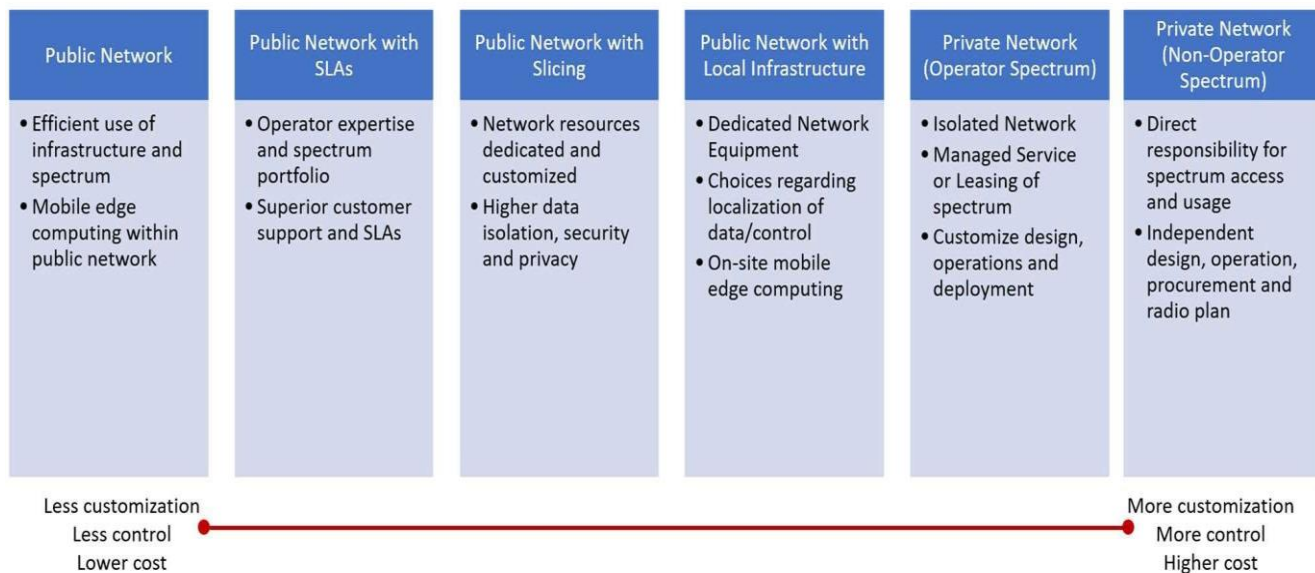 Public Network
• Efficient use of
infrastructure and
spectrum
• Mobile edge
computing within
public network
Public Network with
SLAs
• Operator expertise
and spectrum
portfolio
• Superior customer
support and SLAs
Public Network with
Slicing
• Network resources
dedicated and
customized
• Higher data
isolation, security
and privacy
Public Network with
Local Infrastructure
• Dedicated Network
Equipment
• Choices regarding
localization of
data/control
• On-site mobile
edge computing
Private Network
(Operator Spectrum)
• Isolated Network
• Managed Service
or Leasing of
spectrum
• Customize design,
operations and
deployment
Private Network
(Non-Operator
Spectrum)
• Direct
responsibility for
spectrum access
and usage
• Independent
design, operation,
procurement and
radio plan
Less customization
Less control
Lower cost
More customization
More control
Higher cost